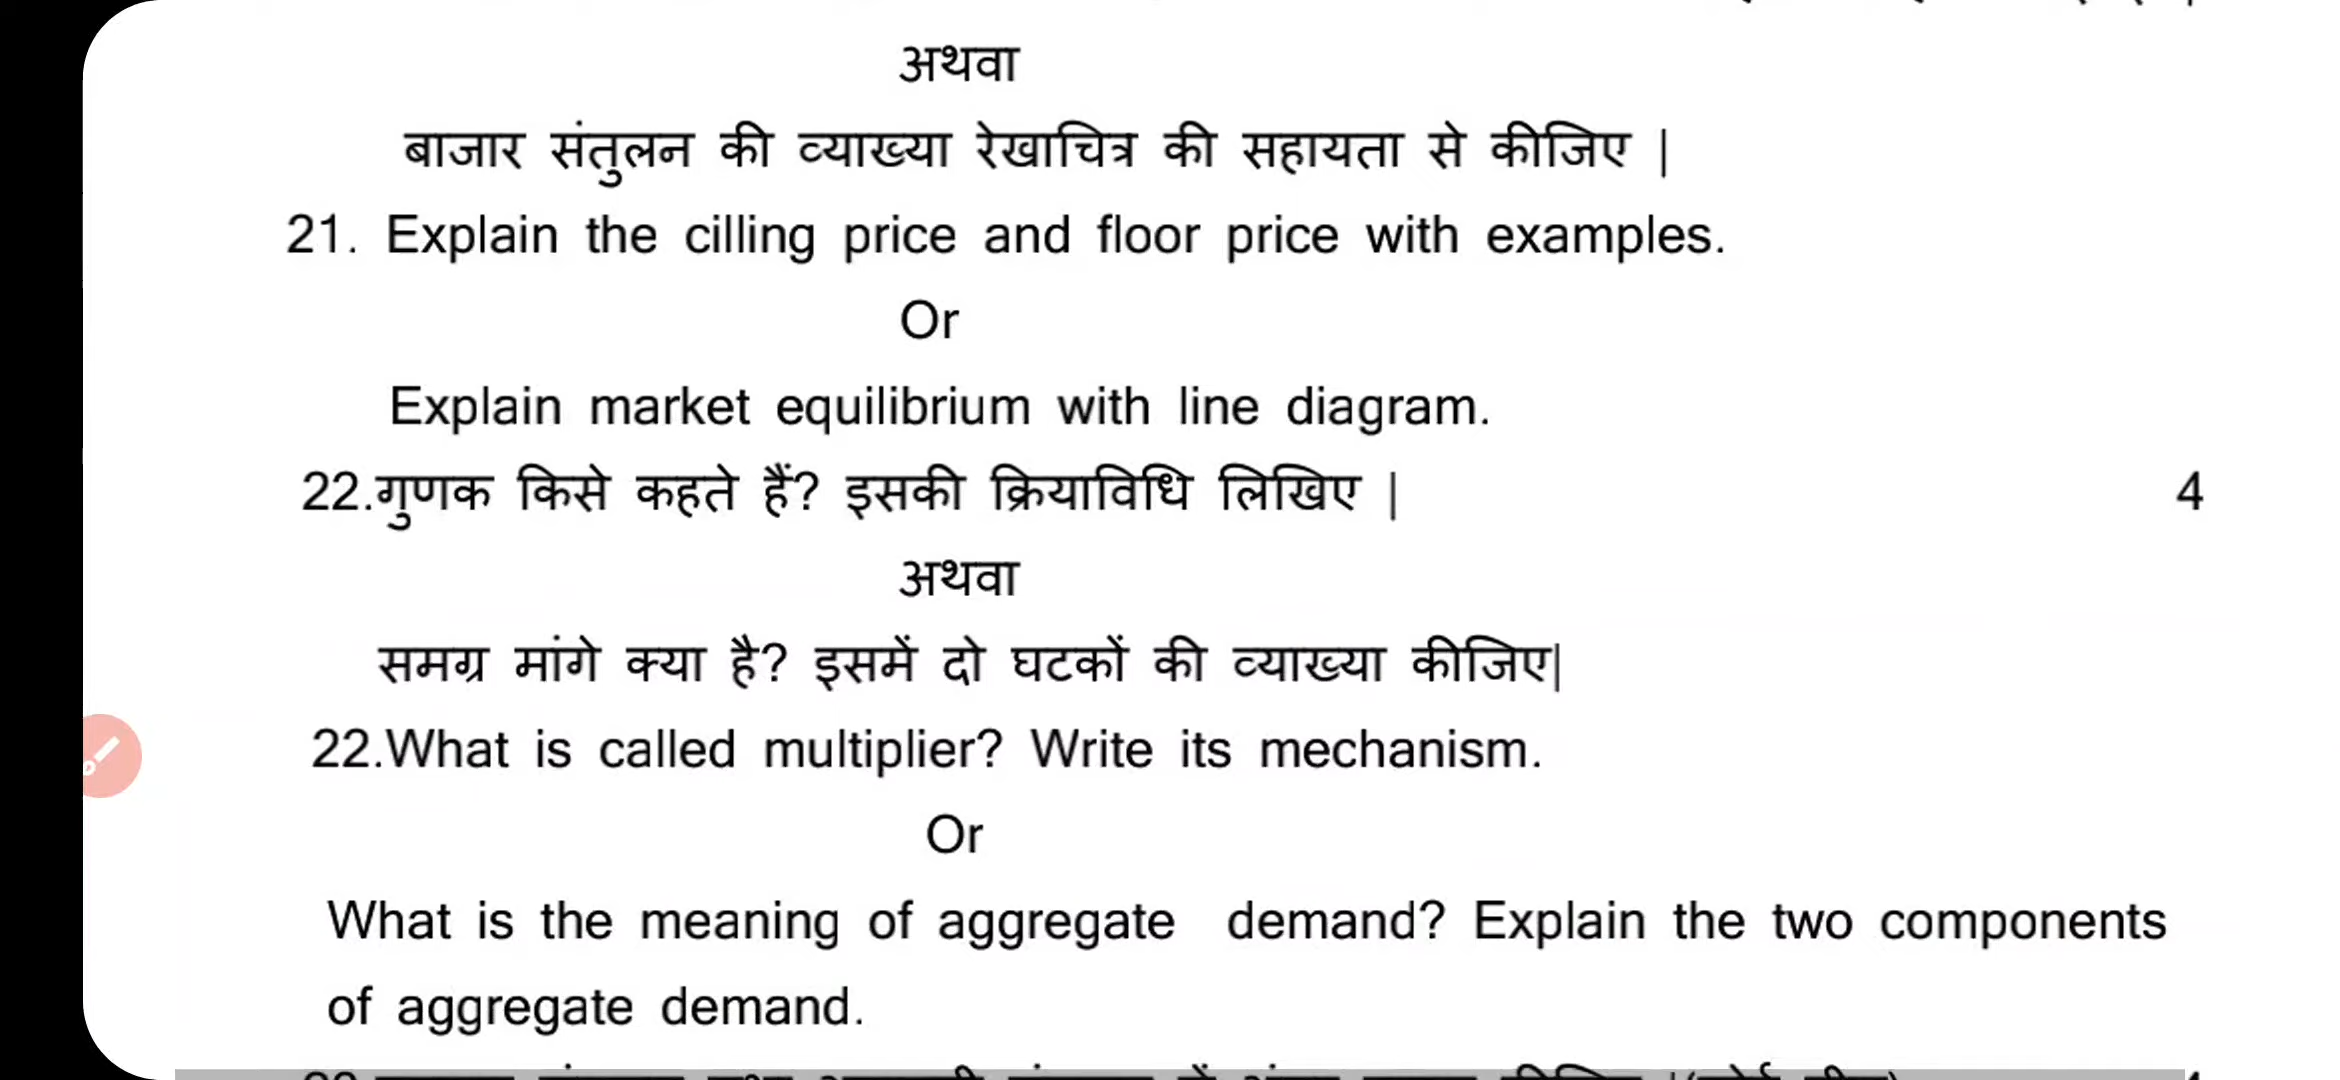 अथवा
बाजार संतुलन की व्याख्या रेखाचित्र की सहायता से कीजिए |
21. Explain the cilling price and floor price with examples.
Or
Explain market equilibrium with line diagram.
22.गुणक किसे कहते हैं? इसकी क्रियाविधि लिखिए | 4
अथवा
समग्र मांगे क्या है? इसमें दो घटकों की व्याख्या कीजिए|
22.What is called multiplier? Write its mechanism.
Or
What is the meaning of aggregate demand? Explain the two components
of aggregate demand.